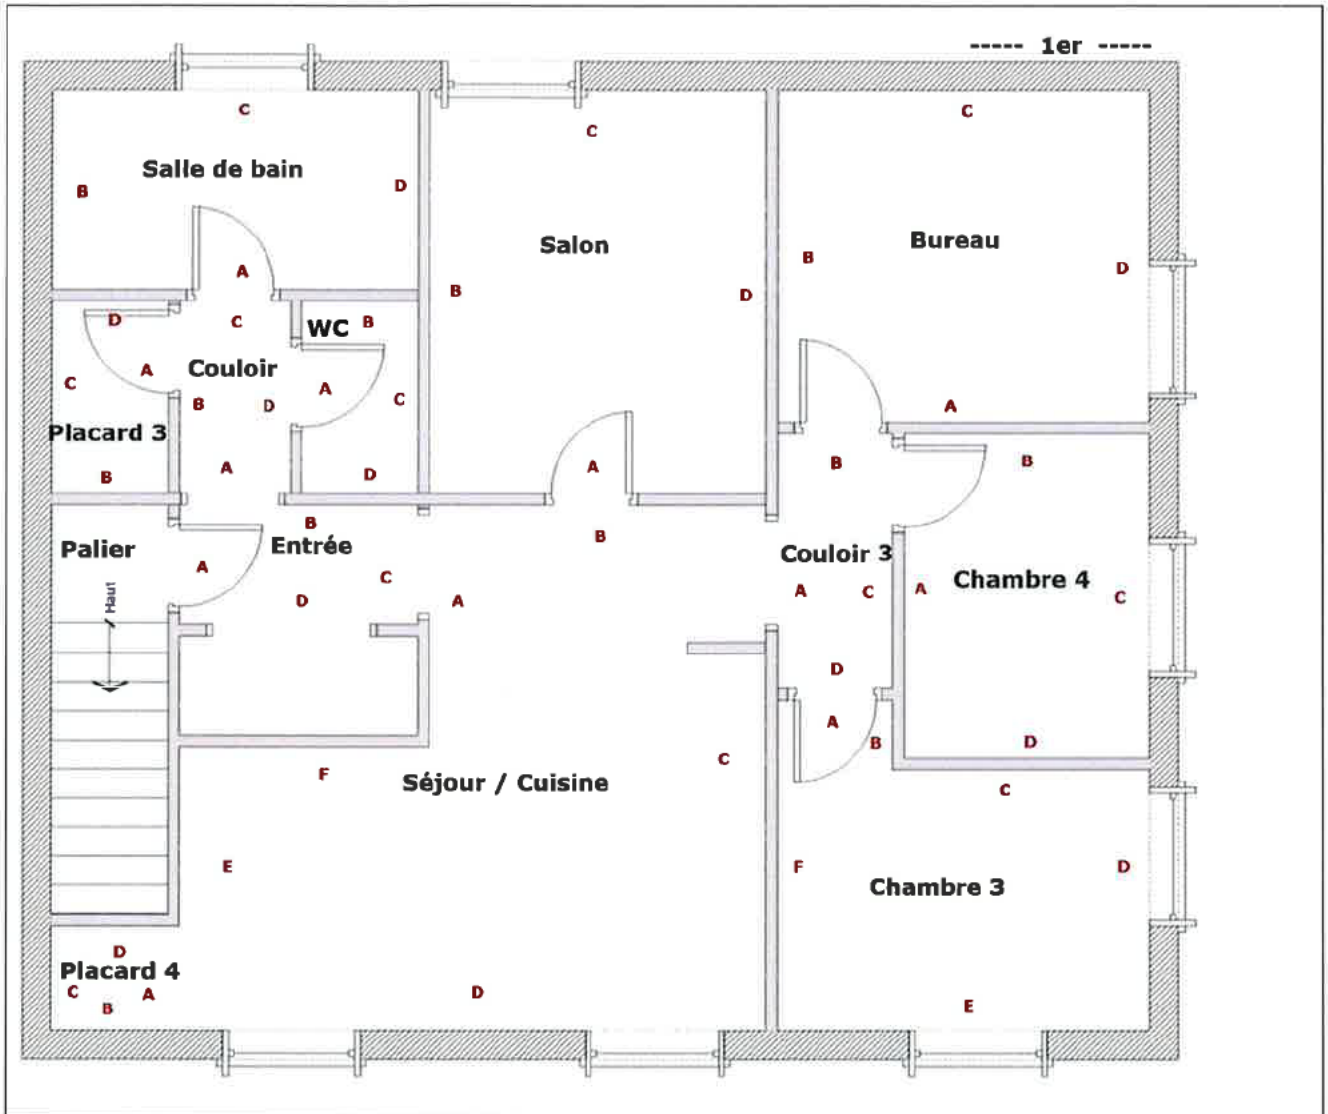 ----- 1er -----
C
C
C
Salle de bain
B
D
Salon
Bureau
B
D
A
B
D
D
C
WC
B
A
Couloir
C
B
D
A
C
A
Placard 3
B
A
D
A
B
B
B
Palier
Entrée
B
Couloir 3
Haut
A
C
D
A
A
C
A
Chambre 4
C
D
A
B
D
F
Séjour / Cuisine
C
C
E
F
Chambre 3
D
D
Placard 4
C
B
A
D
E